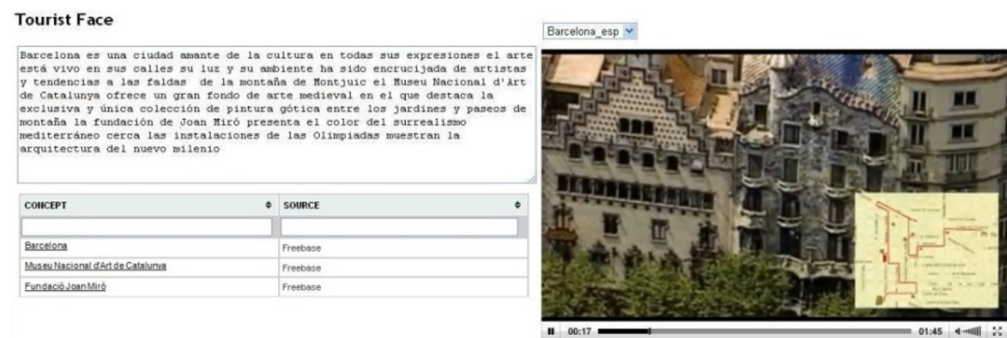 Tourist Face
Barcelona_esp
Barcelona es una ciudad amante de la cultura en todas sus expresiones el arte
está vivo en sus calles su luz y su ambiente ha sido encrucijada de artistas
y tendencias a las faldas  de la montaña de Montjuic el Museu Nacional d'Art
de Catalunya ofrece un gran fondo de arte medieval en el que destaca la
exclusiva y única colección de pintura gótica entre los jardines y paseos de
montaña la fundación de Joan Miró presenta el color del surrealismo
mediterráneo cerca las instalaciones de las Olimpiadas muestran la
arquitectura del nuevo milenio
CONCEPT SOURCE
Barcelona Freebase
Museu Nacional d'Art de Catalunya Freebase
Fundació Joan Miró Freebase
00:17 01:45